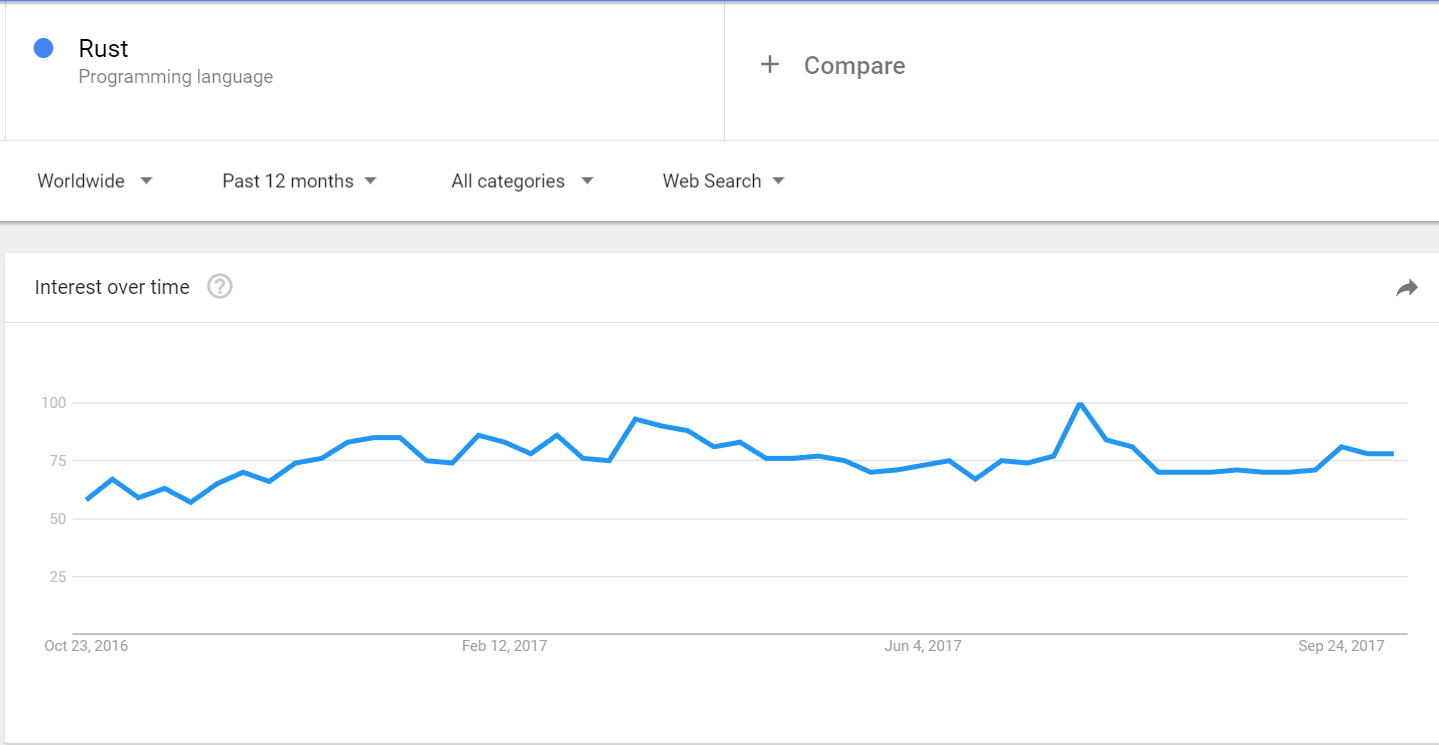 Rust
Programming language
+ Compare
Worldwide Past 12 months All categories Web Search
Interest over time ?
100
75
50
25
Oct 23, 2016 Feb 12, 2017 Jun 4, 2017 Sep 24, 2017